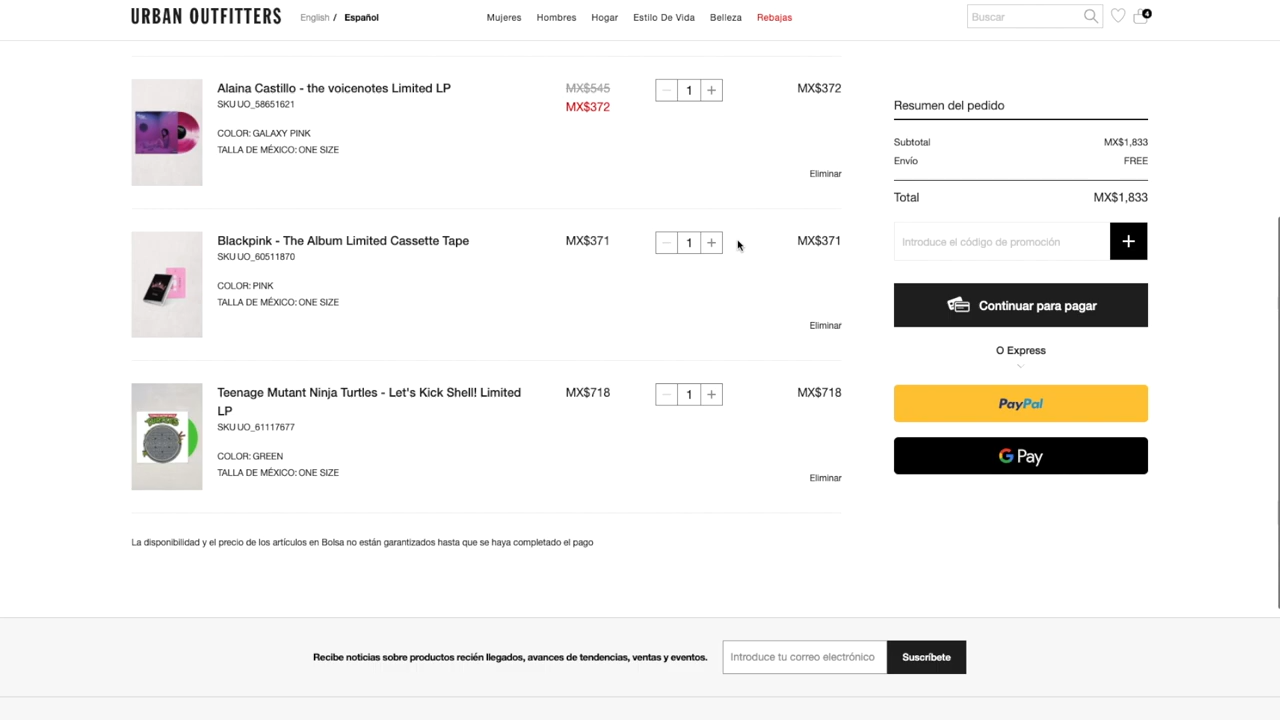 URBAN OUTFITTERS
English / Español
Mujeres Hombres Hogar Estilo De Vida Belleza Rebajas
Buscar
4
Alaina Castillo - the voicenotes Limited LP
SKU UO_58651621
COLOR: GALAXY PINK
TALLA DE MÉXICO: ONE SIZE
MX$545
MX$372
1
MX$372
Eliminar
Blackpink - The Album Limited Cassette Tape
SKU UO_60511870
COLOR: PINK
TALLA DE MÉXICO: ONE SIZE
MX$371
1
MX$371
Eliminar
Teenage Mutant Ninja Turtles - Let's Kick Shell! Limited
LP
SKU UO_61117677
COLOR: GREEN
TALLA DE MÉXICO: ONE SIZE
MX$718
1
MX$718
Eliminar
La disponibilidad y el precio de los artículos en Bolsa no están garantizados hasta que se haya completado el pago
Resumen del pedido
Subtotal MX$1,833
Envío FREE
Total MX$1,833
Introduce el código de promoción
Continuar para pagar
O Express
PayPal
G Pay
Recibe noticias sobre productos recién llegados, avances de tendencias, ventas y eventos.
Introduce tu correo electrónico
Suscríbete